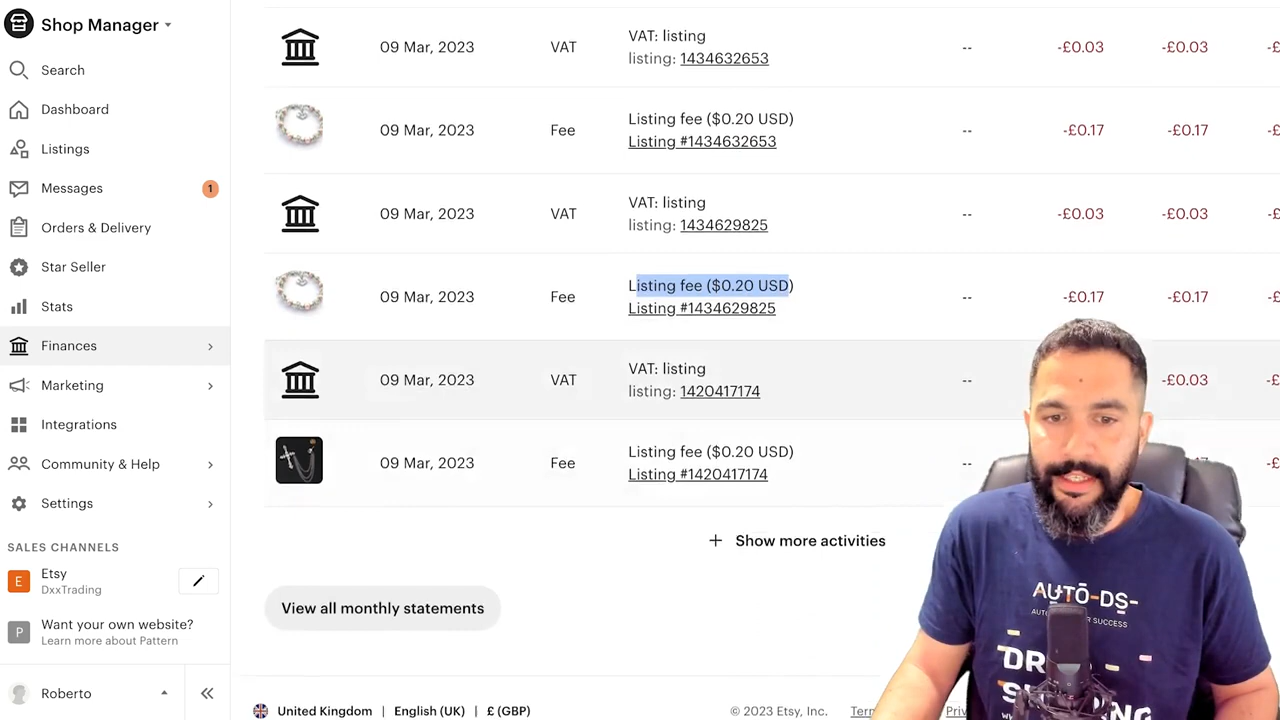 Shop Manager
Search
Dashboard
Listings
Messages
1
Orders & Delivery
Star Seller
Stats
Finances
Marketing
Integrations
Community & Help
Settings
SALES CHANNELS
E
Etsy
DxxTrading
P
Want your own website?
Learn more about Pattern
Roberto
09 Mar, 2023 VAT VAT: listing -- -£0.03 -£0.03 -£
listing: 1434632653
09 Mar, 2023 Fee Listing fee ($0.20 USD) -- -£0.17 -£0.17 -£
Listing #1434632653
09 Mar, 2023 VAT VAT: listing -- -£0.03 -£0.03 -£
listing: 1434629825
09 Mar, 2023 Fee Listing fee ($0.20 USD) -- -£0.17 -£0.17 -£
Listing #1434629825
09 Mar, 2023 VAT VAT: listing -- -£0.03 -£
listing: 1420417174
09 Mar, 2023 Fee Listing fee ($0.20 USD) -- -£
Listing #1420417174
+ Show more activities
View all monthly statements
United Kingdom | English (UK) | £ (GBP)
© 2023 Etsy, Inc.
AUTO-DS
SUCCESS